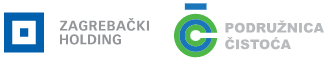 ZAGREBAČKI
HOLDING
PODRUŽNICA
ČISTOĆA